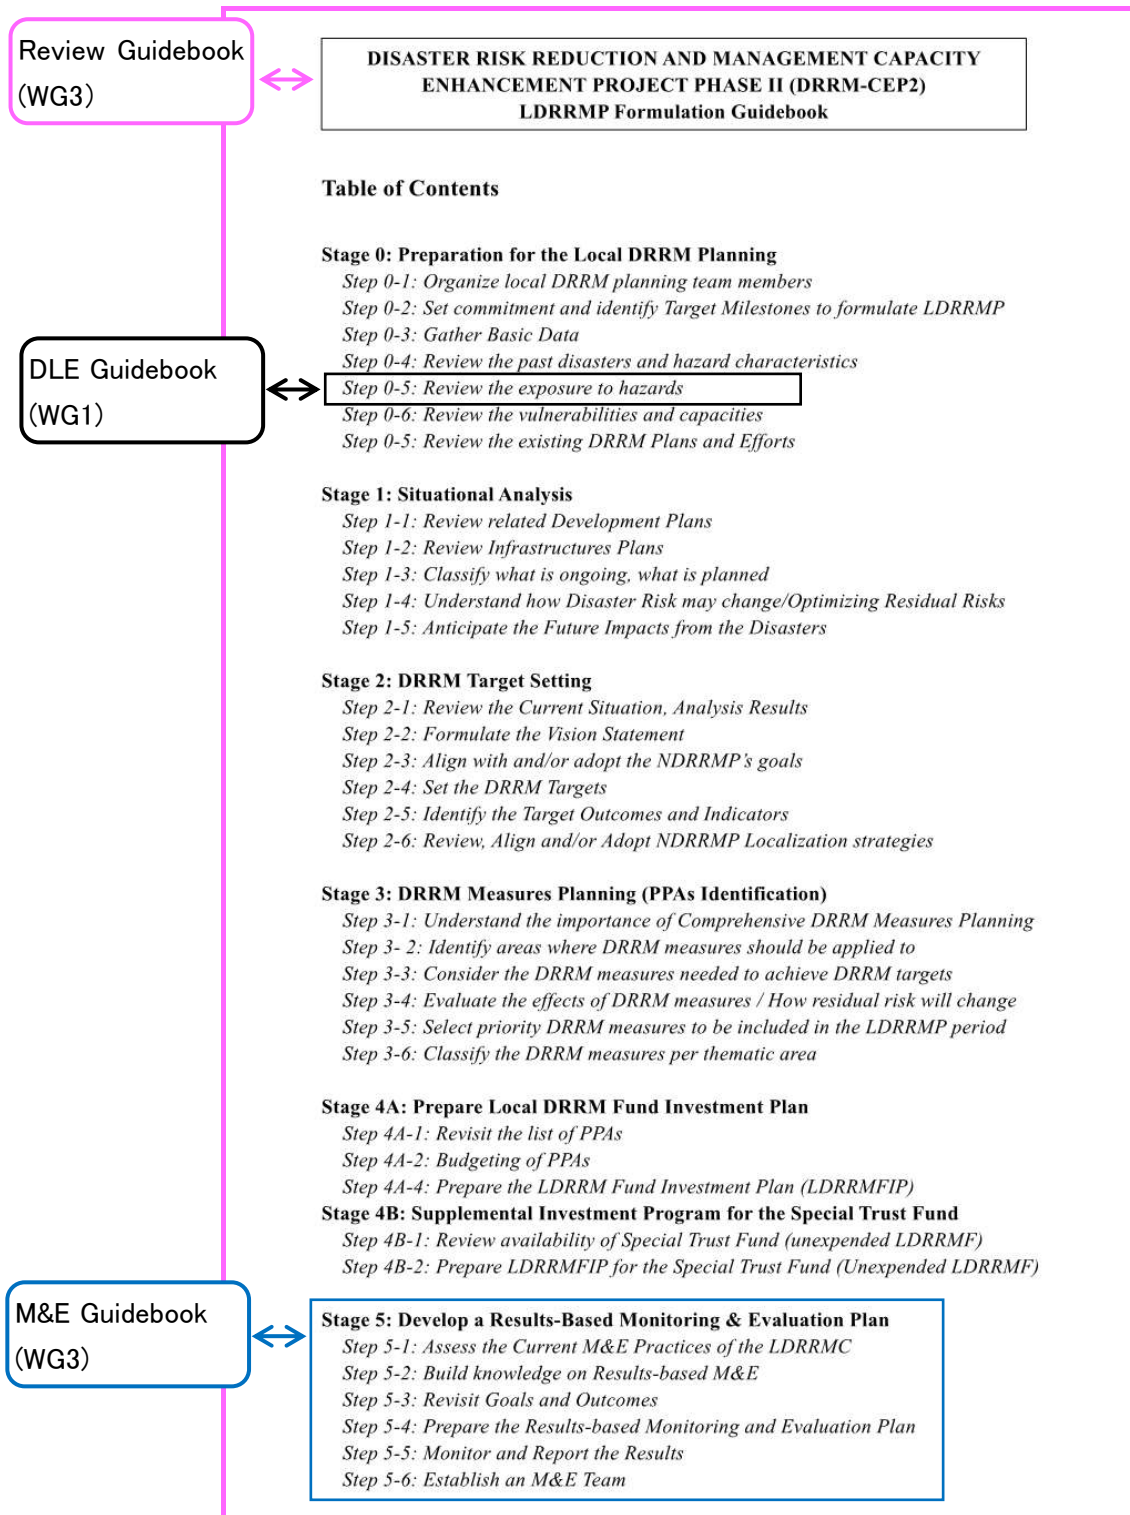 Review Guidebook
(WG3)
DISASTER RISK REDUCTION AND MANAGEMENT CAPACITY
ENHANCEMENT PROJECT PHASE II (DRRM-CEP2)
LDRRMP Formulation Guidebook
Table of Contents
Stage 0: Preparation for the Local DRRM Planning
Step 0-1: Organize local DRRM planning team members
Step 0-2: Set commitment and identify Target Milestones to formulate LDRRMP
Step 0-3: Gather Basic Data
Step 0-4: Review the past disasters and hazard characteristics
DLE Guidebook
(WG1)
Step 0-5: Review the exposure to hazards
Step 0-6: Review the vulnerabilities and capacities
Step 0-5: Review the existing DRRM Plans and Efforts
Stage 1: Situational Analysis
Step 1-1: Review related Development Plans
Step 1-2: Review Infrastructures Plans
Step 1-3: Classify what is ongoing, what is planned
Step 1-4: Understand how Disaster Risk may change/Optimizing Residual Risks
Step 1-5: Anticipate the Future Impacts from the Disasters
Stage 2: DRRM Target Setting
Step 2-1: Review the Current Situation, Analysis Results
Step 2-2: Formulate the Vision Statement
Step 2-3: Align with and/or adopt the NDRRMP's goals
Step 2-4: Set the DRRM Targets
Step 2-5: Identify the Target Outcomes and Indicators
Step 2-6: Review, Align and/or Adopt NDRRMP Localization strategies
Stage 3: DRRM Measures Planning (PPAs Identification)
Step 3-1: Understand the importance of Comprehensive DRRM Measures Planning
Step 3- 2: Identify areas where DRRM measures should be applied to
Step 3-3: Consider the DRRM measures needed to achieve DRRM targets
Step 3-4: Evaluate the effects of DRRM measures / How residual risk will change
Step 3-5: Select priority DRRM measures to be included in the LDRRMP period
Step 3-6: Classify the DRRM measures per thematic area
Stage 4A: Prepare Local DRRM Fund Investment Plan
Step 4A-1: Revisit the list of PPAs
Step 4A-2: Budgeting of PPAs
Step 4A-4: Prepare the LDRRM Fund Investment Plan (LDRRMFIP)
Stage 4B: Supplemental Investment Program for the Special Trust Fund
Step 4B-1: Review availability of Special Trust Fund (unexpended LDRRMF)
Step 4B-2: Prepare LDRRMFIP for the Special Trust Fund (Unexpended LDRRMF)
M&E Guidebook
(WG3)
Stage 5: Develop a Results-Based Monitoring & Evaluation Plan
Step 5-1: Assess the Current M&E Practices of the LDRRMC
Step 5-2: Build knowledge on Results-based M&E
Step 5-3: Revisit Goals and Outcomes
Step 5-4: Prepare the Results-based Monitoring and Evaluation Plan
Step 5-5: Monitor and Report the Results
Step 5-6: Establish an M&E Team